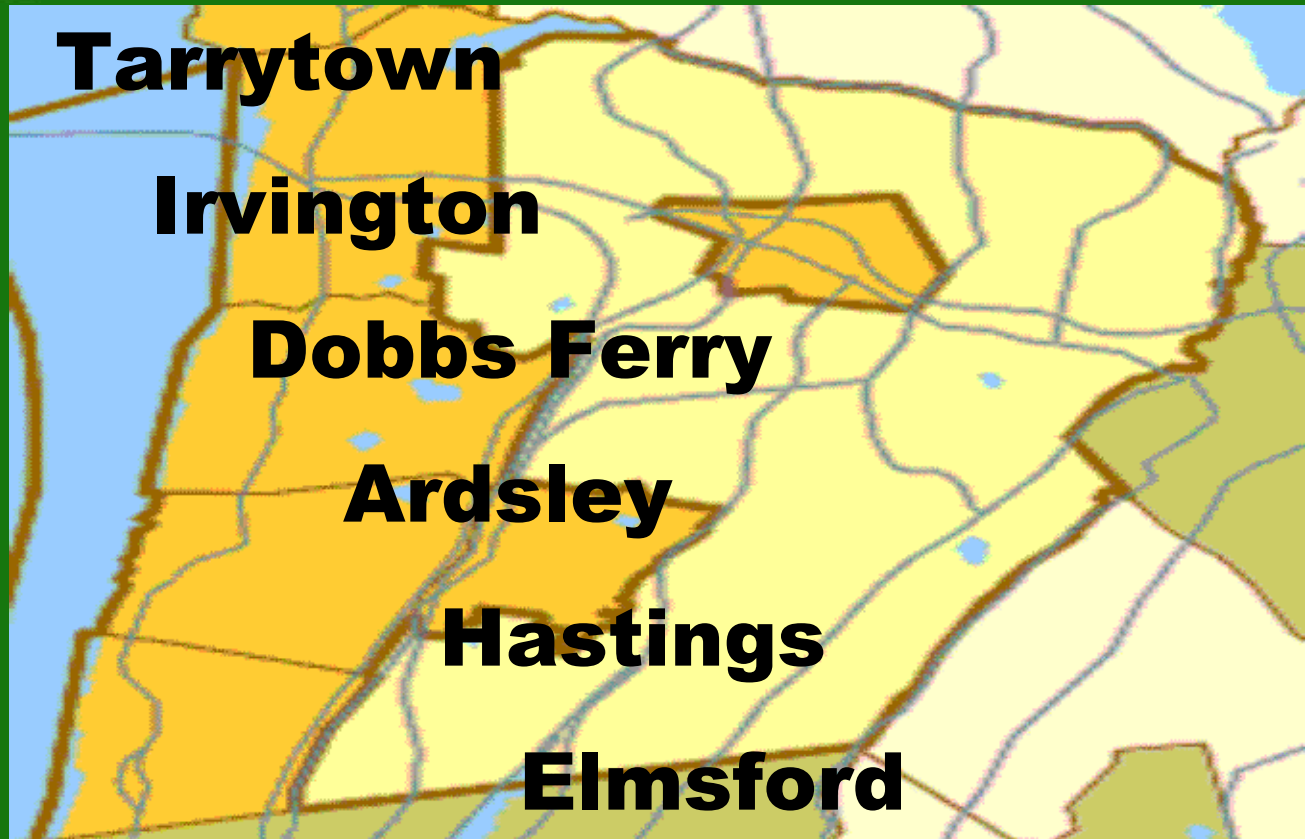 Tarrytown
Irvington
Dobbs Ferry
Ardsley
Hastings
Elmsford